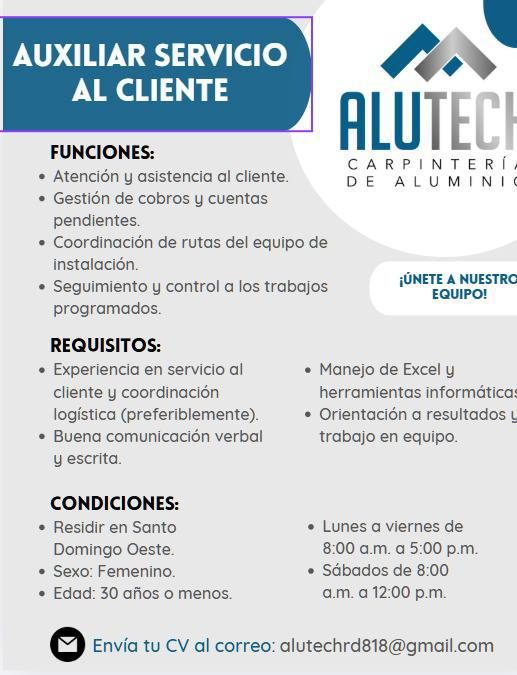 AUXILIAR SERVICIO
AL CLIENTE
ALUTECH
CARPINTERÍA
DE ALUMINIO
FUNCIONES:
• Atención y asistencia al cliente.
• Gestión de cobros y cuentas
pendientes.
• Coordinación de rutas del equipo de
instalación.
• Seguimiento y control a los trabajos
programados.
¡ÚNETE A NUESTRO
EQUIPO!
REQUISITOS:
• Experiencia en servicio al
cliente y coordinación
logística (preferiblemente).
• Buena comunicación verbal
y escrita.
• Manejo de Excel y
herramientas informáticas
• Orientación a resultados y
trabajo en equipo.
CONDICIONES:
• Residir en Santo
Domingo Oeste.
• Sexo: Femenino.
• Edad: 30 años o menos.
• Lunes a viernes de
8:00 a.m. a 5:00 p.m.
• Sábados de 8:00
a.m. a 12:00 p.m.
Envía tu CV al correo: alutechrd818@gmail.com